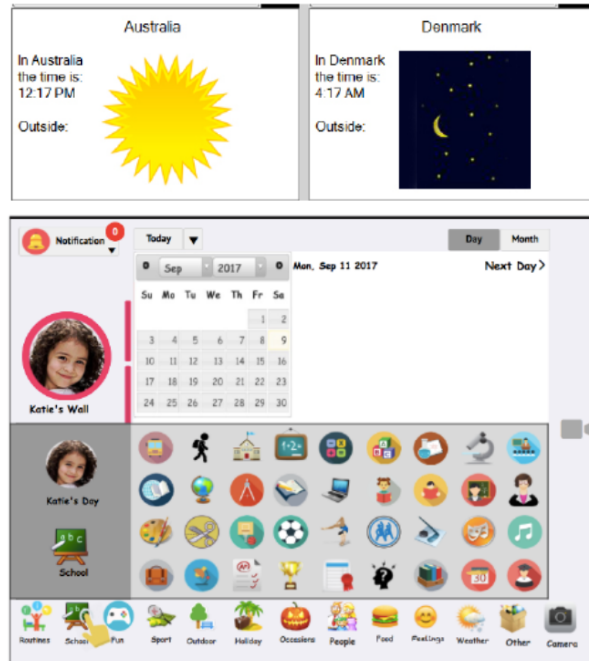 Australia
In Australia
the time is:
12:17 PM
Outside:
Denmark
In Denmark
the time is:
4:17 AM
Outside:
Notification
0
Today
Day
Month
Sep
2017
Mon, Sep 11 2017
Next Day
Su Mo Tu We Th Fr Sa
1 2
3 4 5 6 7 8 9
10 11 12 13 14 15 16
17 18 19 20 21 22 23
24 25 26 27 28 29 30
Katie's Wall
Katie's Day
School
Routines
School
Fun
Sport
Outdoor
Holiday
Occasions
People
Food
Feelings
Weather
Other
Camera